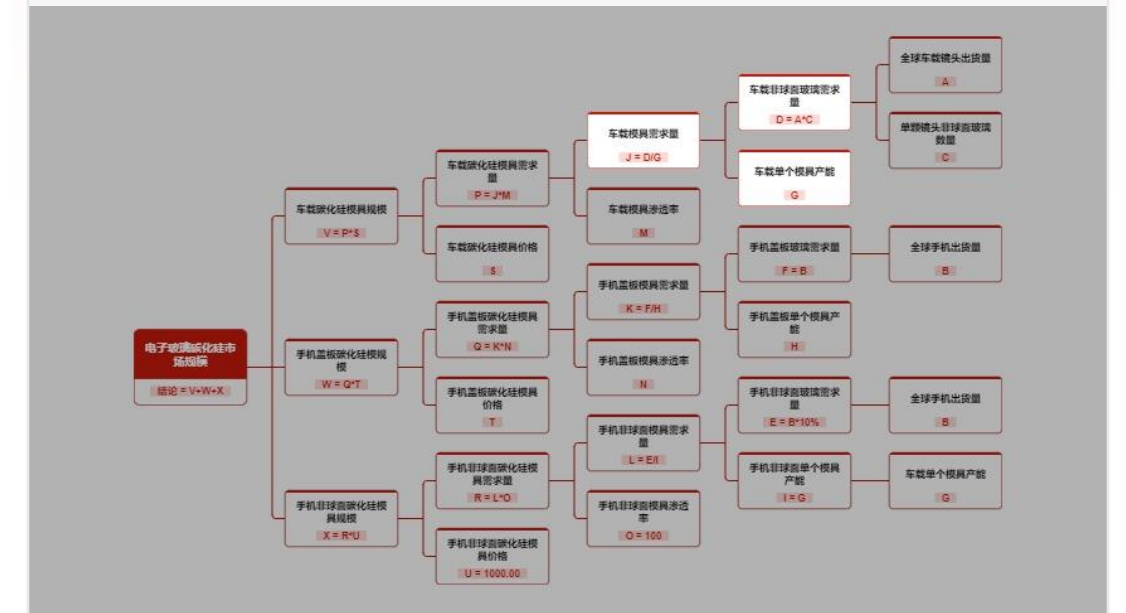 全球车载镜头出货量
A
车载非球面玻璃需求
量
D = A*C
单颗镜头非球面玻璃
数量
C
车载模具需求量
J = D/G
车载单个模具产能
G
车载碳化硅模具需求
量
P = J*M
车载模具渗透率
M
车载碳化硅模具规模
V = P*S
车载碳化硅模具价格
S
手机盖板玻璃需求量
F = B
全球手机出货量
B
手机盖板模具需求量
K = F/H
手机盖板单个模具产
能
H
手机盖板碳化硅模具
需求量
Q = K*N
手机盖板模具渗透率
N
电子玻璃碳化硅市
场规模
结论 = V+W+X
手机盖板碳化硅模规
模
W = Q*T
手机盖板碳化硅模具
价格
T
手机非球面玻璃需求
量
E = B*10%
全球手机出货量
B
手机非球面模具需求
量
L = E/I
手机非球面单个模具
产能
I = G
车载单个模具产能
G
手机非球面碳化硅模
具需求量
R = L*O
手机非球面模具渗透
率
O = 100
手机非球面碳化硅模
具规模
X = R*U
手机非球面碳化硅模
具价格
U = 1000.00